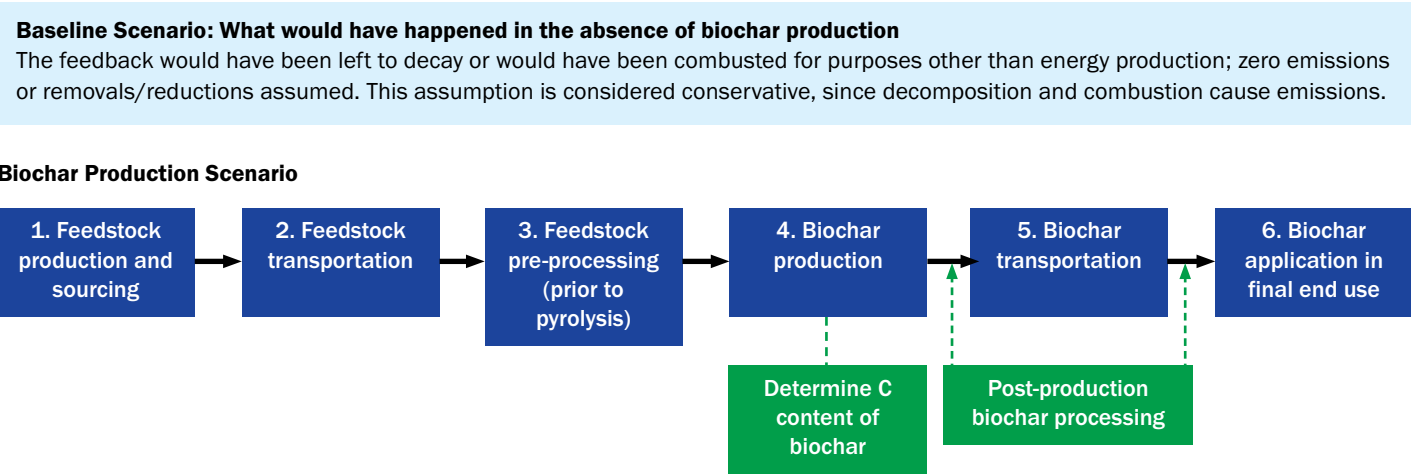 Baseline Scenario: What would have happened in the absence of biochar production
The feedback would have been left to decay or would have been combusted for purposes other than energy production; zero emissions
or removals/reductions assumed. This assumption is considered conservative, since decomposition and combustion cause emissions.
Biochar Production Scenario
1. Feedstock
production and
sourcing
2. Feedstock
transportation
3. Feedstock
pre-processing
(prior to
pyrolysis)
4. Biochar
production
5. Biochar
transportation
6. Biochar
application in
final end use
Determine C
content of
biochar
Post-production
biochar processing